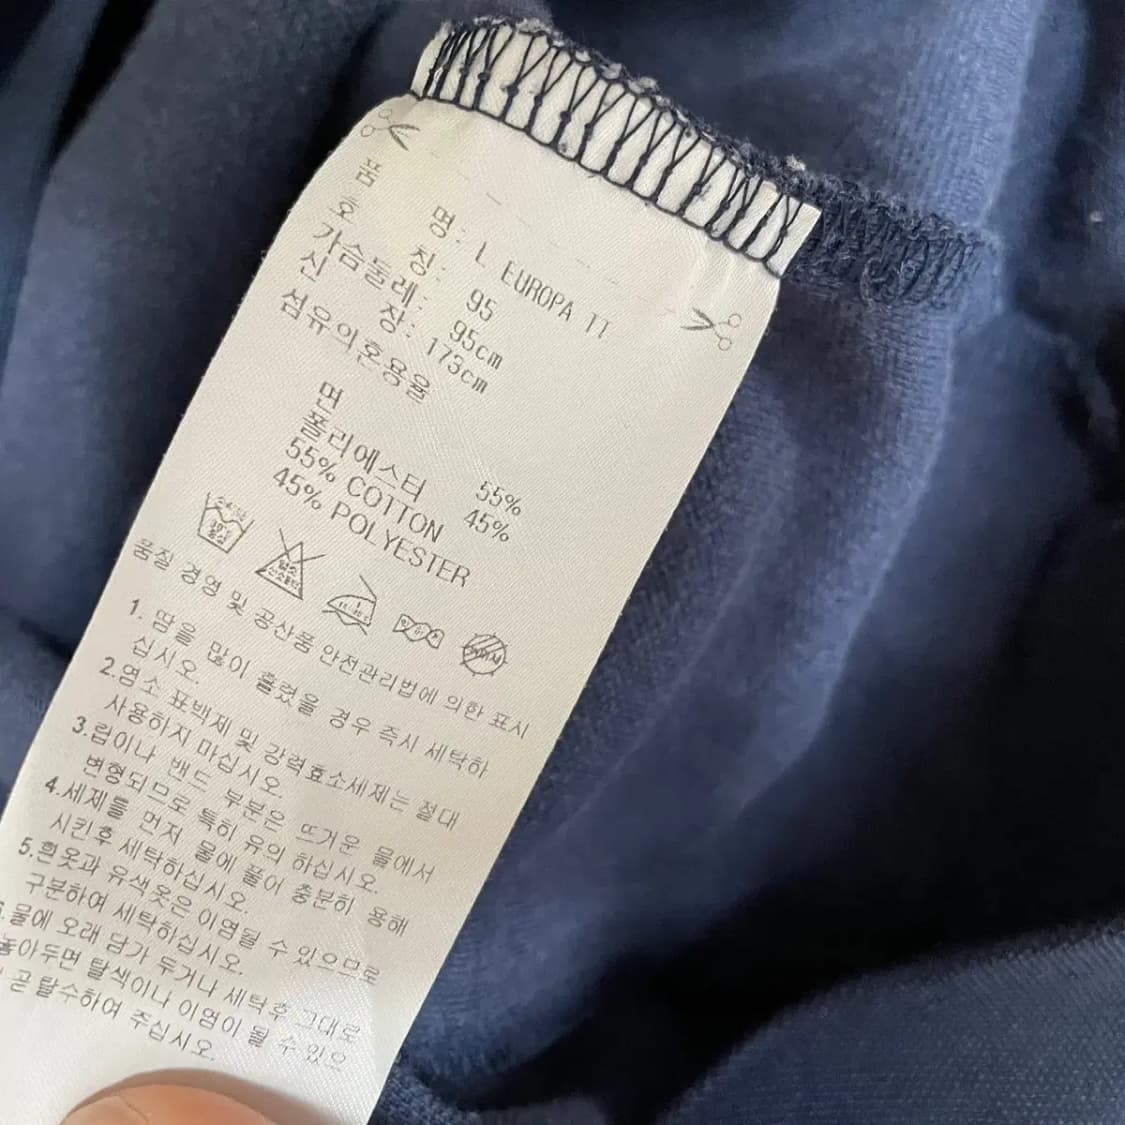 품 명: L EUROPA TT
호 칭: 95
가슴둘레: 95cm
신 장: 173cm
섬유의혼용율
면 55%
폴리에스터 45%
55% COTTON
45% POLYESTER
품질 경영 및 공산품 안전관리법에 의한 표시
1. 땀을 많이 흘렸을 경우 즉시 세탁하
십시오.
2.염소 표백제 및 강력효소세제는 절대
사용하지 마십시오.
3.립이나 밴드 부분은 뜨거운 물에서
변형되므로 특히 유의 하십시오.
4.세제를 먼저 물에 풀어 충분히 용해
시킨후 세탁하십시오.
5.흰옷과 유색옷은 이염될 수 있으므로
구분하여 세탁하십시오.
6.물에 오래 담가 두거나 세탁후 그대로
놓아두면 탈색이나 이염이 될 수 있으
곧 탈수하여 주십시오.